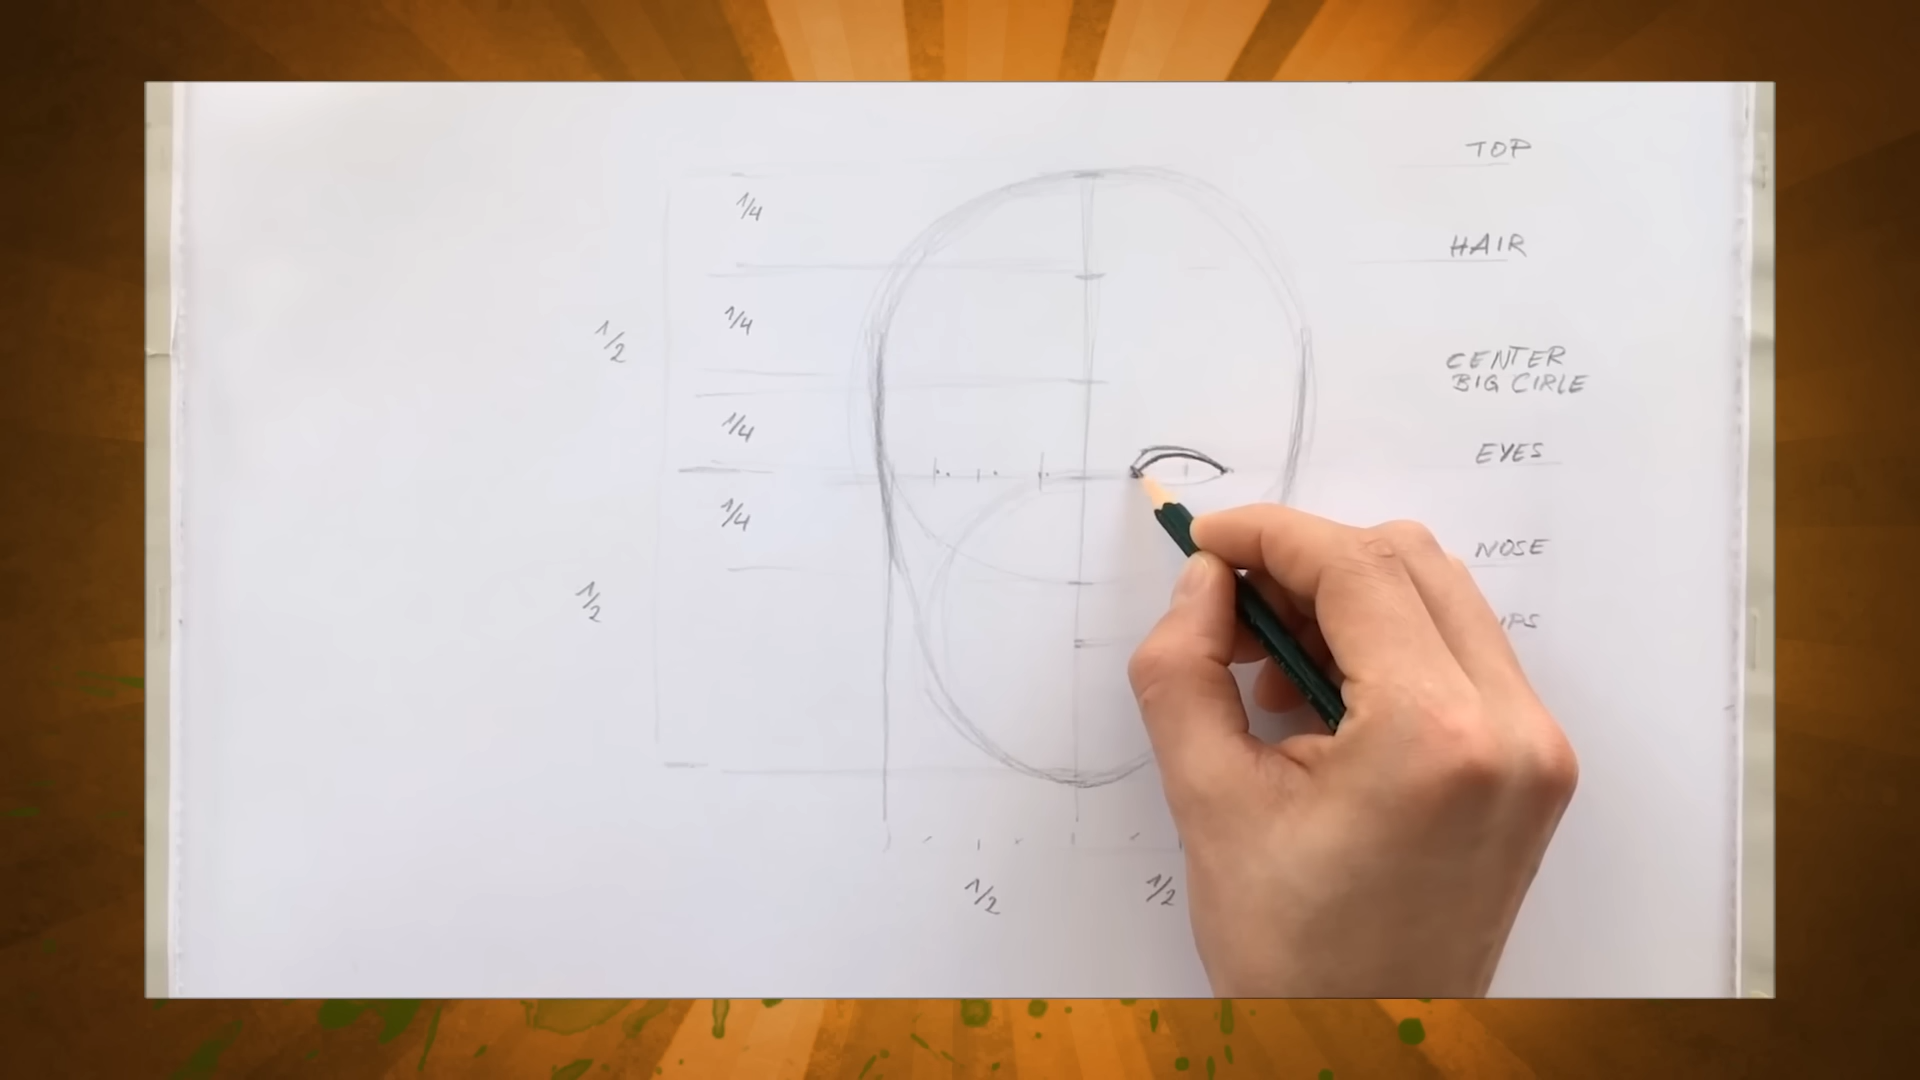 TOP
1/4
HAIR
1/4
1/2
CENTER
BIG CIRLE
1/4
EYES
1/4
NOSE
1/2
1/2 1/2